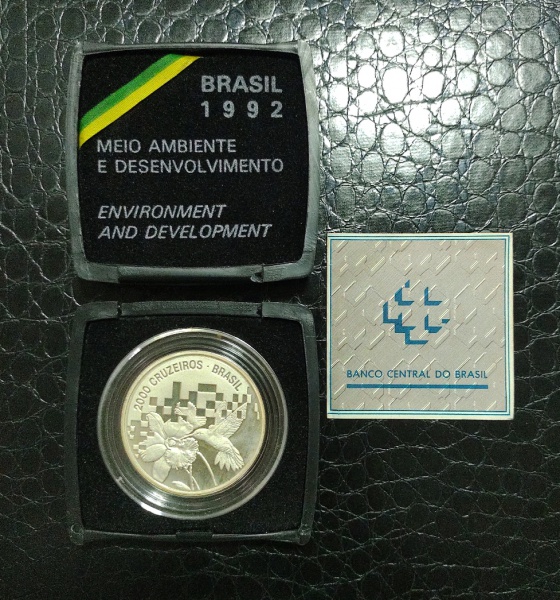 BRASIL
1992
MEIO AMBIENTE
E DESENVOLVIMENTO
ENVIRONMENT
AND DEVELOPMENT
BANCO CENTRAL DO BRASIL
2000 CRUZEIROS · BRASIL